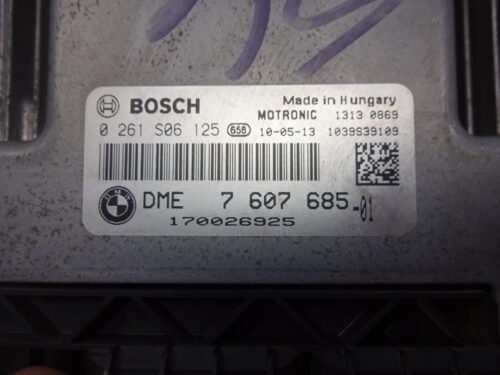 BOSCH Made in Hungary
MOTRONIC 1313 0869
0 261 S06 125 658 10-05-13 1039S39109
BMW DME 7 607 685-01
170026925